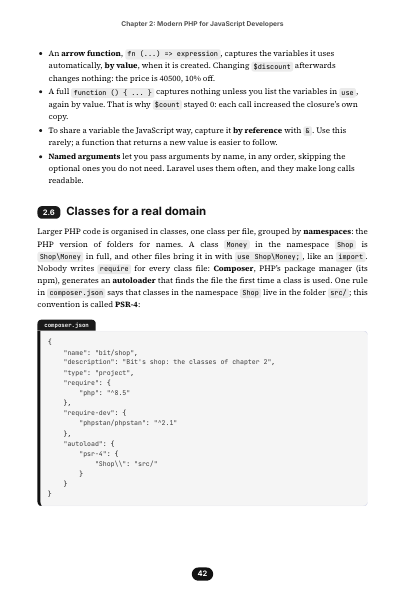 Chapter 2: Modern PHP for JavaScript Developers
• An arrow function, fn (...) => expression, captures the variables it uses
automatically, by value, when it is created. Changing $discount afterwards
changes nothing: the price is 40500, 10% off.
• A full function () { ... } captures nothing unless you list the variables in use,
again by value. That is why $count stayed 0: each call increased the closure's own
copy.
• To share a variable the JavaScript way, capture it by reference with &. Use this
rarely; a function that returns a new value is easier to follow.
• Named arguments let you pass arguments by name, in any order, skipping the
optional ones you do not need. Laravel uses them often, and they make long calls
readable.
2.6 Classes for a real domain
Larger PHP code is organised in classes, one class per file, grouped by namespaces: the
PHP version of folders for names. A class Money in the namespace Shop is
Shop\Money in full, and other files bring it in with use Shop\Money;, like an import.
Nobody writes require for every class file: Composer, PHP's package manager (its
npm), generates an autoloader that finds the file the first time a class is used. One rule
in composer.json says that classes in the namespace Shop live in the folder src/; this
convention is called PSR-4:
composer.json
{
    "name": "bit/shop",
    "description": "Bit's shop: the classes of chapter 2",
    "type": "project",
    "require": {
        "php": "^8.5"
    },
    "require-dev": {
        "phpstan/phpstan": "^2.1"
    },
    "autoload": {
        "psr-4": {
            "Shop\\": "src/"
        }
    }
}
42